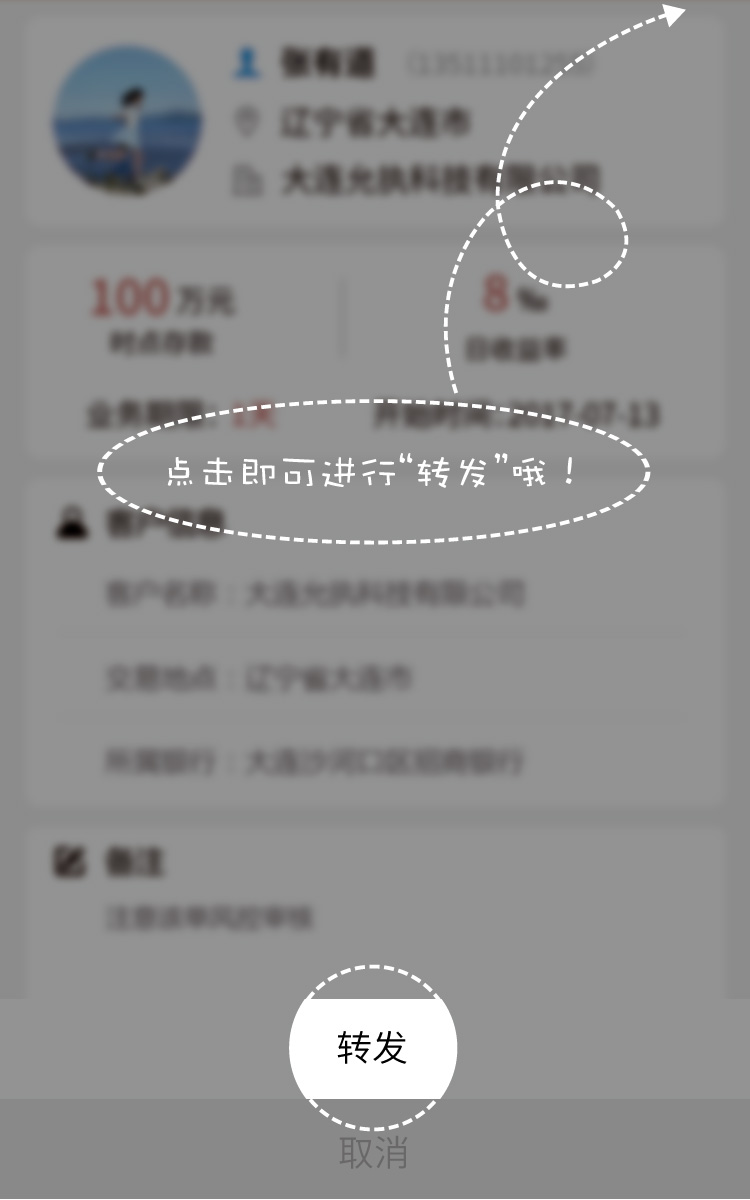 张有道
辽宁省大连市
大连允执科技有限公司
100 万元
8 ‰
时点存款
日收益率
业务期限：1天
开始时间：2017-07-13
点击即可进行“转发”哦！
客户信息
客户名称：大连允执科技有限公司
交易地点：辽宁省大连市
所属银行：大连沙河口区招商银行
备注
注意该单风控审核
转发
取消